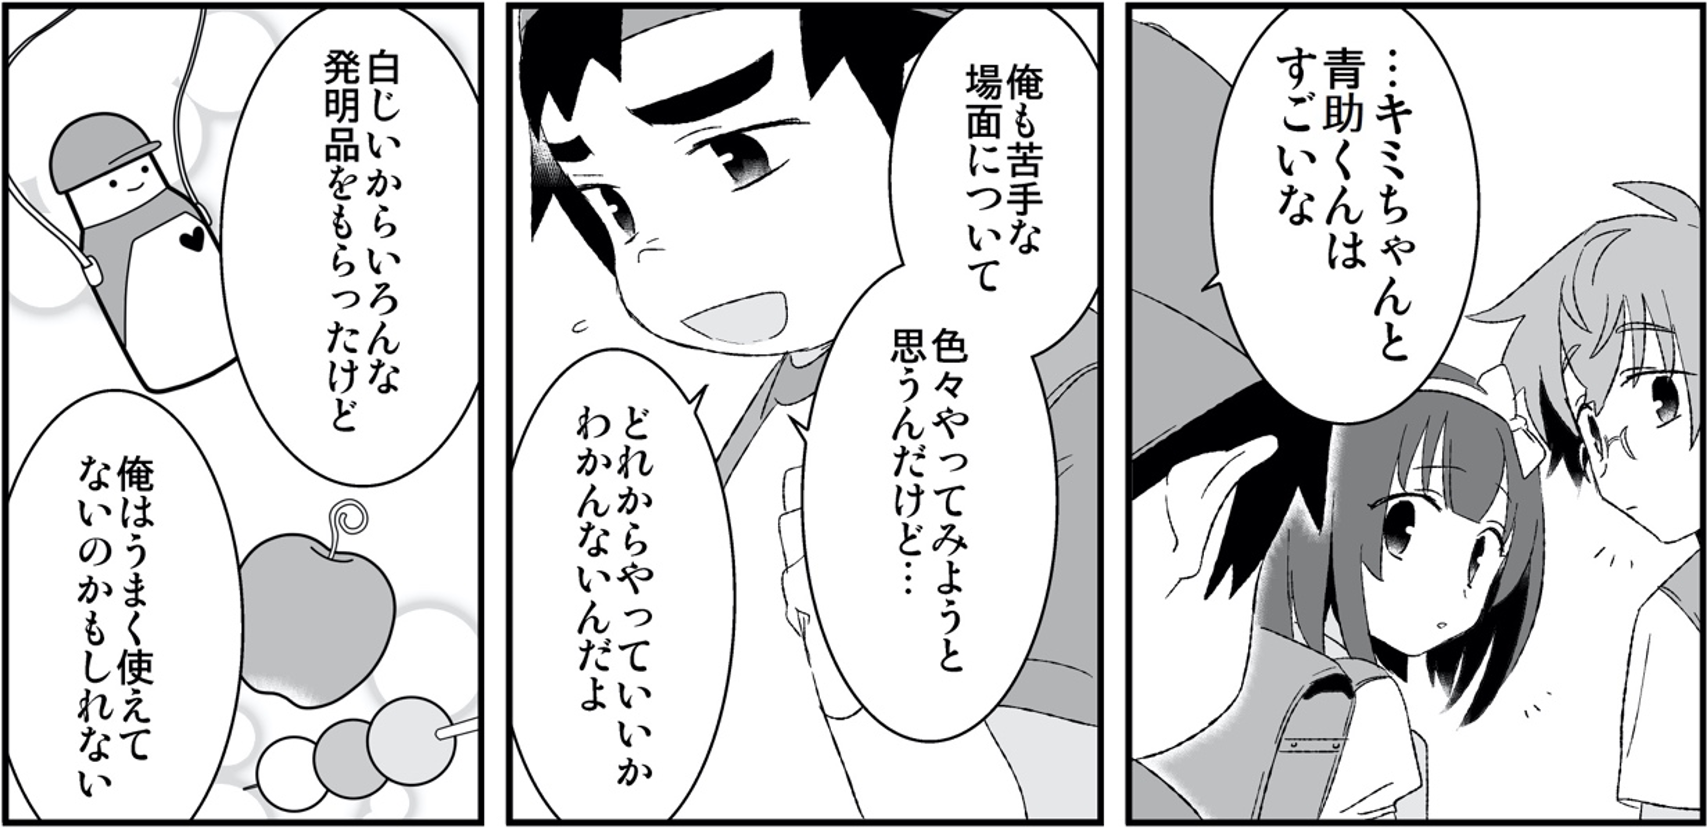 …キミちゃんと
青助くんは
すごいな
俺も苦手な
場面について
色々やってみようと
思うんだけど…
どれからやっていいか
わかんないんだよ
白じいからいろんな
発明品をもらったけど
俺はうまく使えて
ないのかもしれない